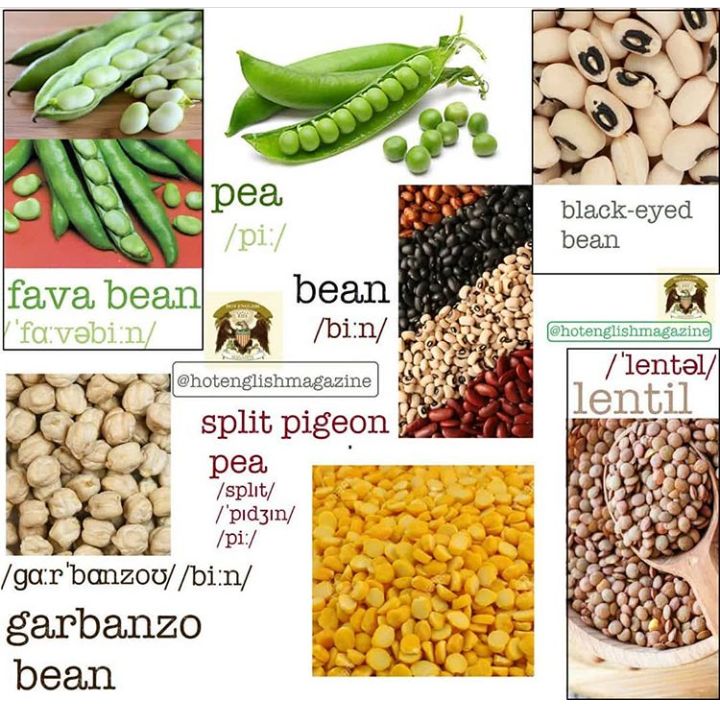 pea
/piː/
black-eyed
bean
fava bean
/ˈfɑːvəbiːn/
bean
/biːn/
@hotenglishmagazine
@hotenglishmagazine
/ˈlentəl/
lentil
split pigeon
pea
/splɪt/
/ˈpɪdʒɪn/
/piː/
/gɑːrˈbɑnzoʊ//biːn/
garbanzo
bean